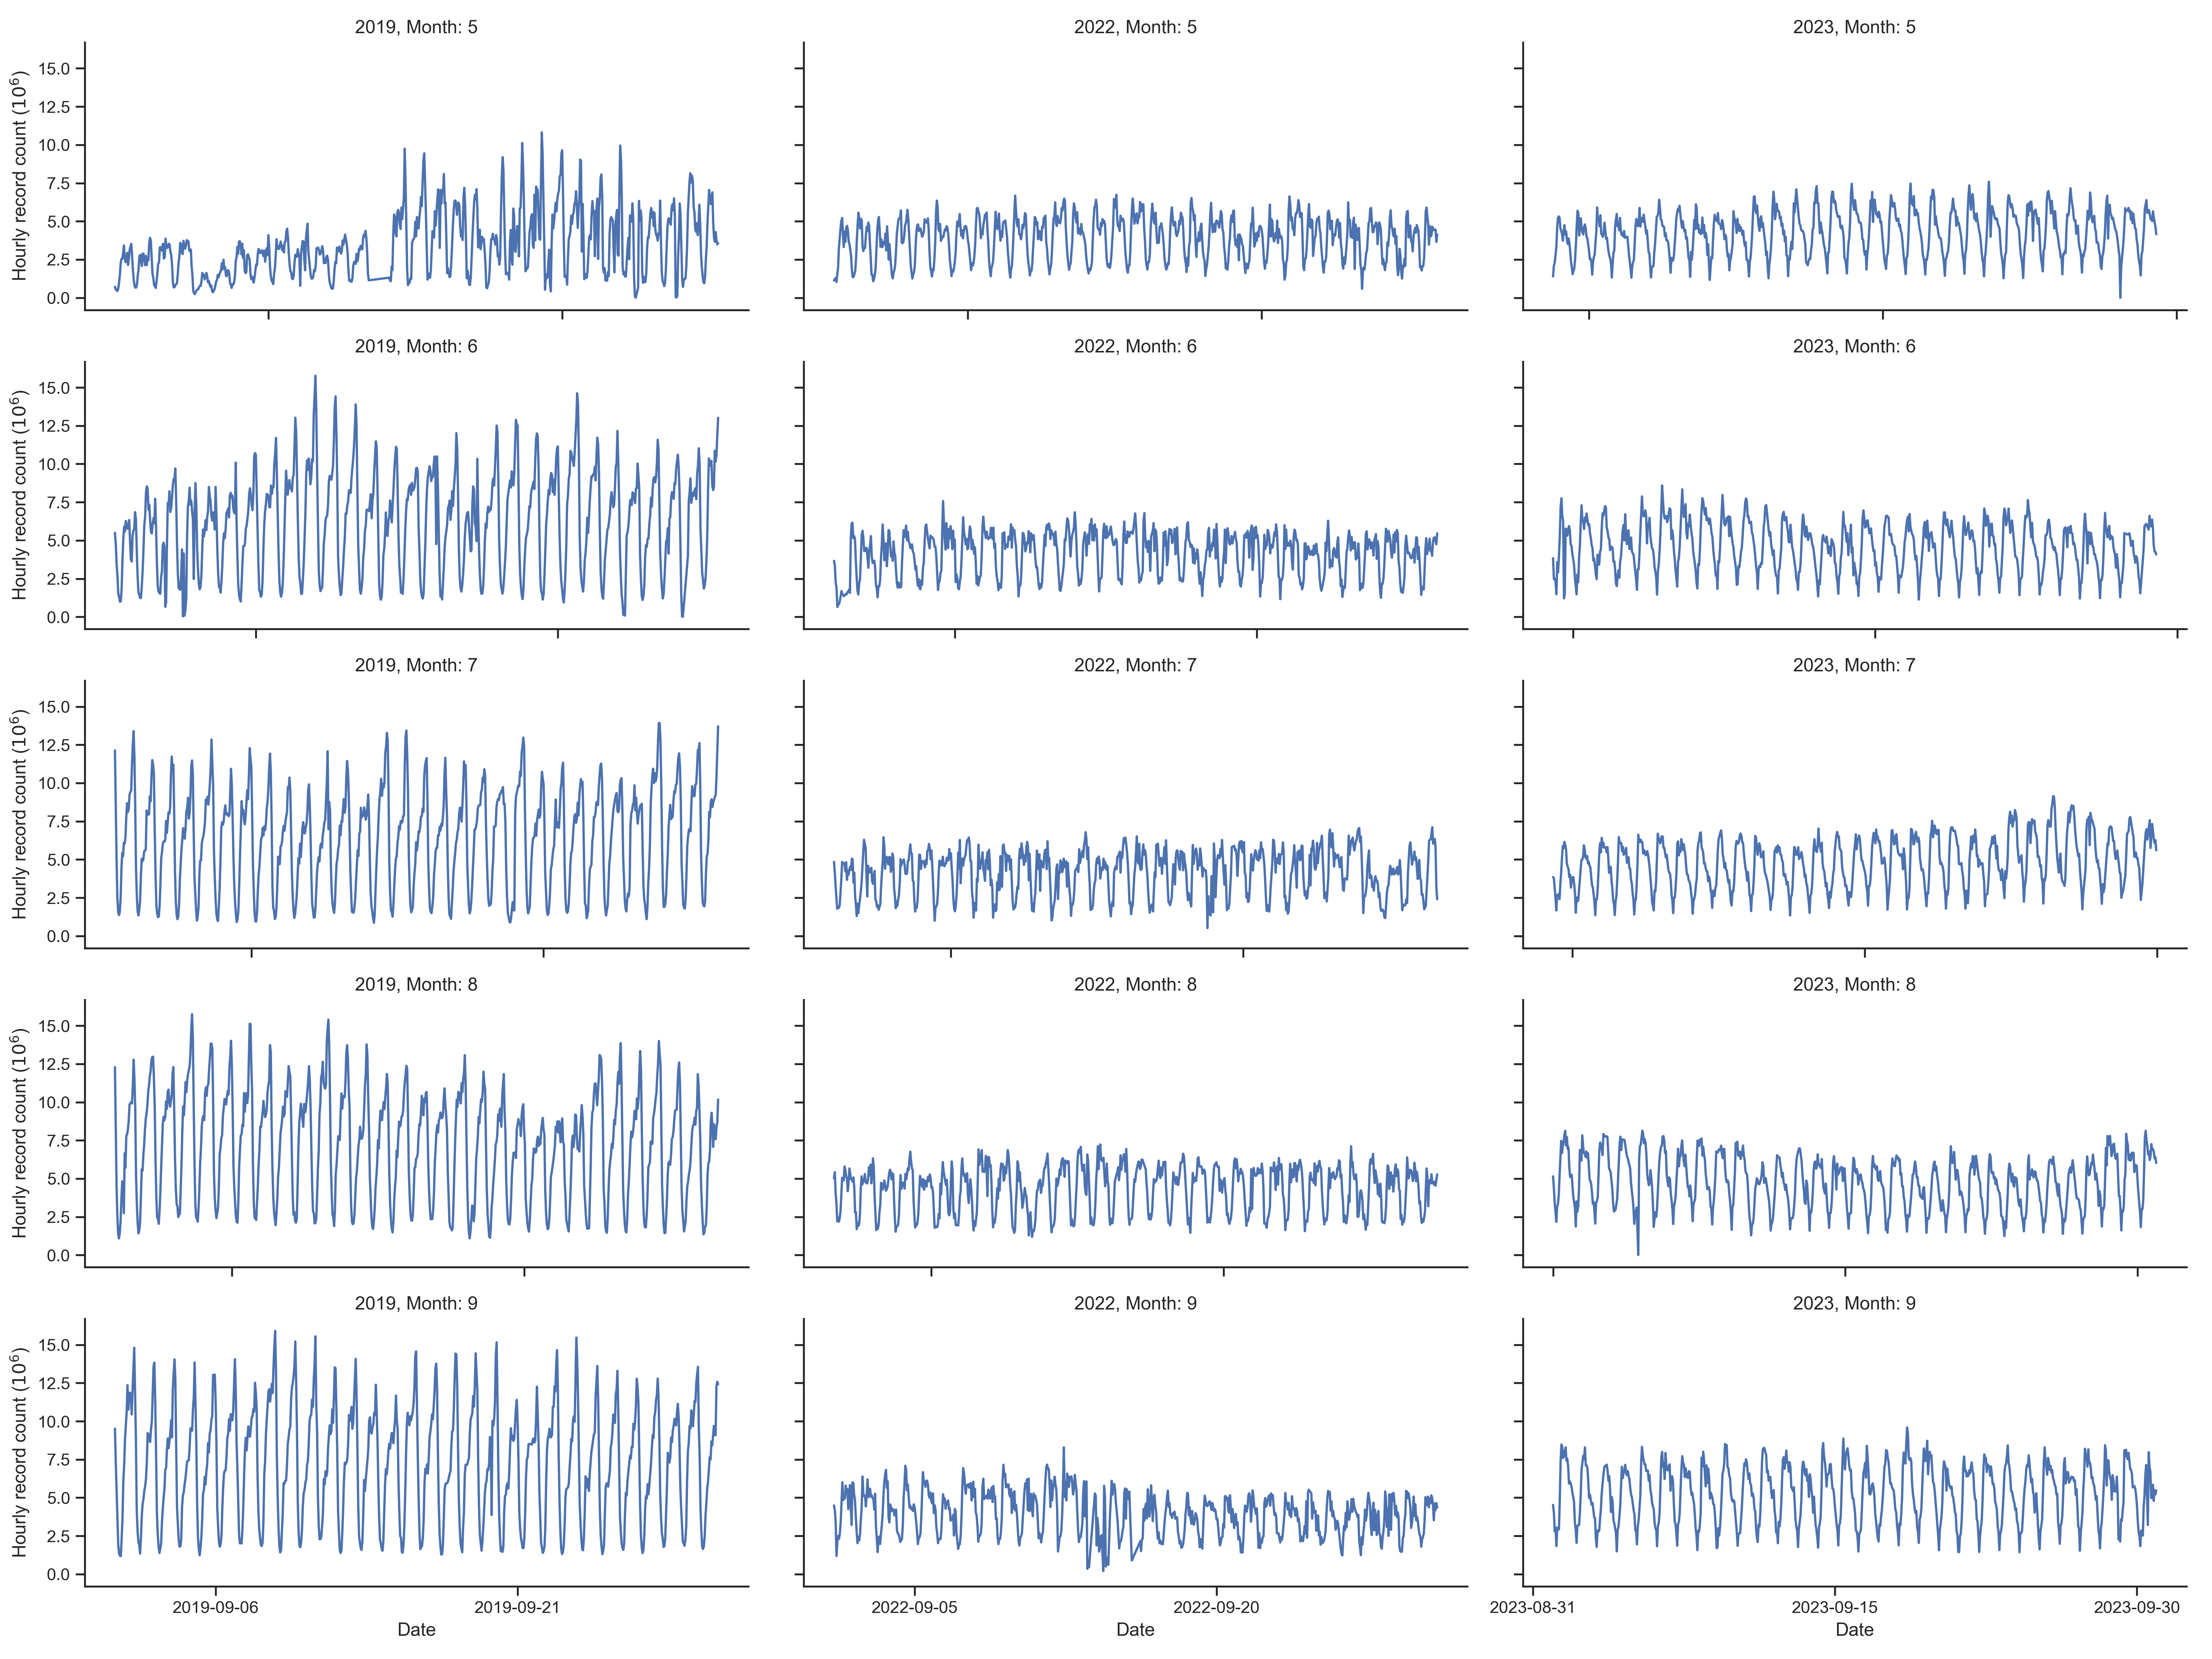 2019, Month: 5
2022, Month: 5
2023, Month: 5
Hourly record count (10⁶)
15.0
12.5
10.0
7.5
5.0
2.5
0.0
2019, Month: 6
2022, Month: 6
2023, Month: 6
Hourly record count (10⁶)
15.0
12.5
10.0
7.5
5.0
2.5
0.0
2019, Month: 7
2022, Month: 7
2023, Month: 7
Hourly record count (10⁶)
15.0
12.5
10.0
7.5
5.0
2.5
0.0
2019, Month: 8
2022, Month: 8
2023, Month: 8
Hourly record count (10⁶)
15.0
12.5
10.0
7.5
5.0
2.5
0.0
2019, Month: 9
2022, Month: 9
2023, Month: 9
Hourly record count (10⁶)
15.0
12.5
10.0
7.5
5.0
2.5
0.0
2019-09-06
2019-09-21
Date
2022-09-05
2022-09-20
Date
2023-08-31
2023-09-15
2023-09-30
Date